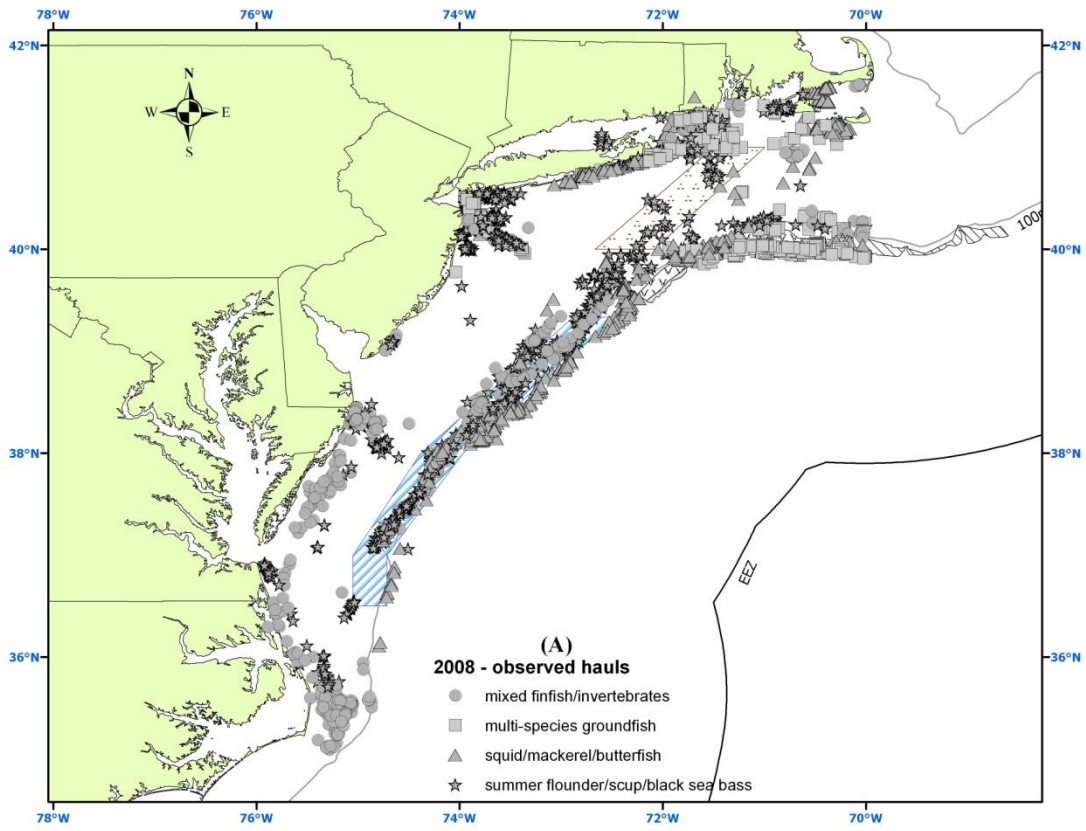 78°W 76°W 74°W 72°W 70°W
42°N 42°N
N
W E
S
100
40°N 40°N
38°N 38°N
EEZ
36°N 36°N
(A)
2008 - observed hauls
mixed finfish/invertebrates
multi-species groundfish
squid/mackerel/butterfish
summer flounder/scup/black sea bass
78°W 76°W 74°W 72°W 70°W